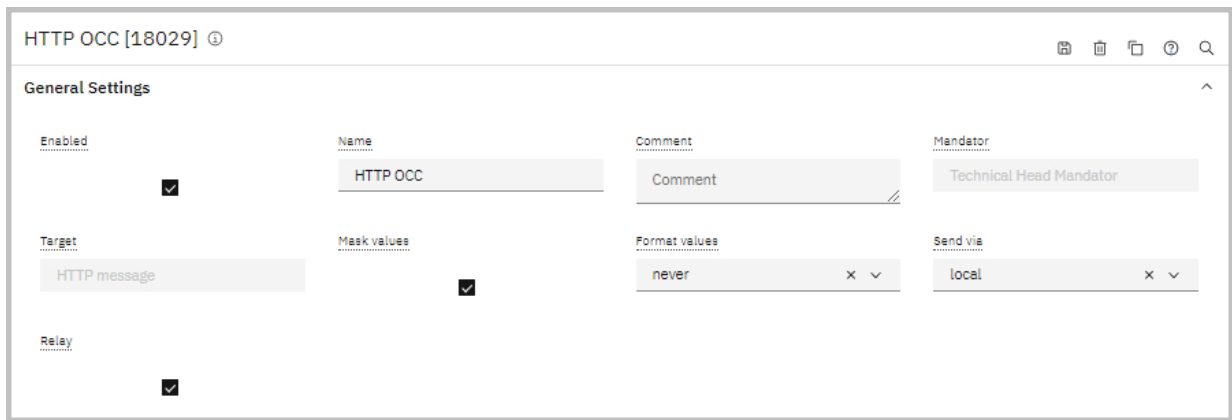 HTTP OCC [18029]
General Settings
Enabled
Name
Comment
Mandator
HTTP OCC
Comment
Technical Head Mandator
Target
Mask values
Format values
Send via
HTTP message
never
local
Relay